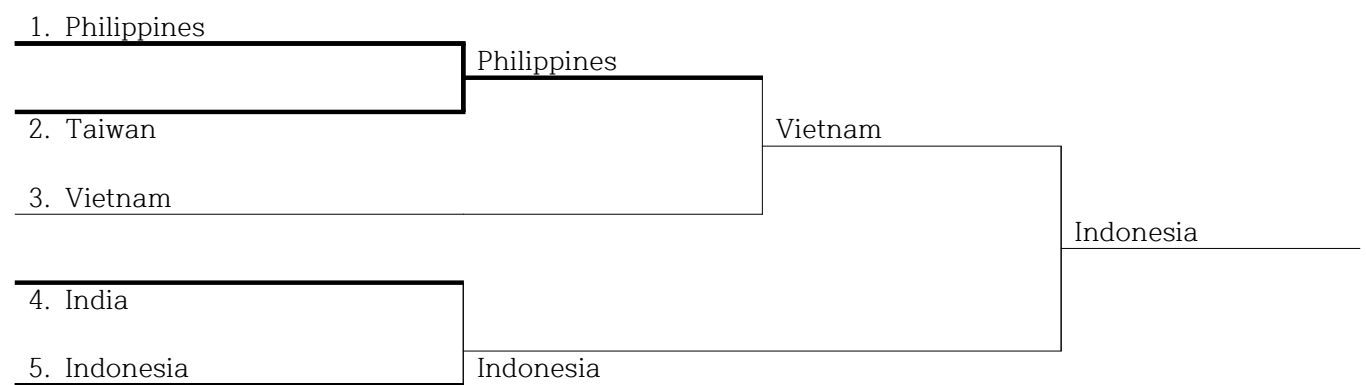 1. Philippines
Philippines
2. Taiwan
Vietnam
3. Vietnam
Indonesia
4. India
5. Indonesia
Indonesia